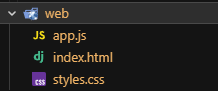 web
JS app.js
dj index.html
CSS styles.css